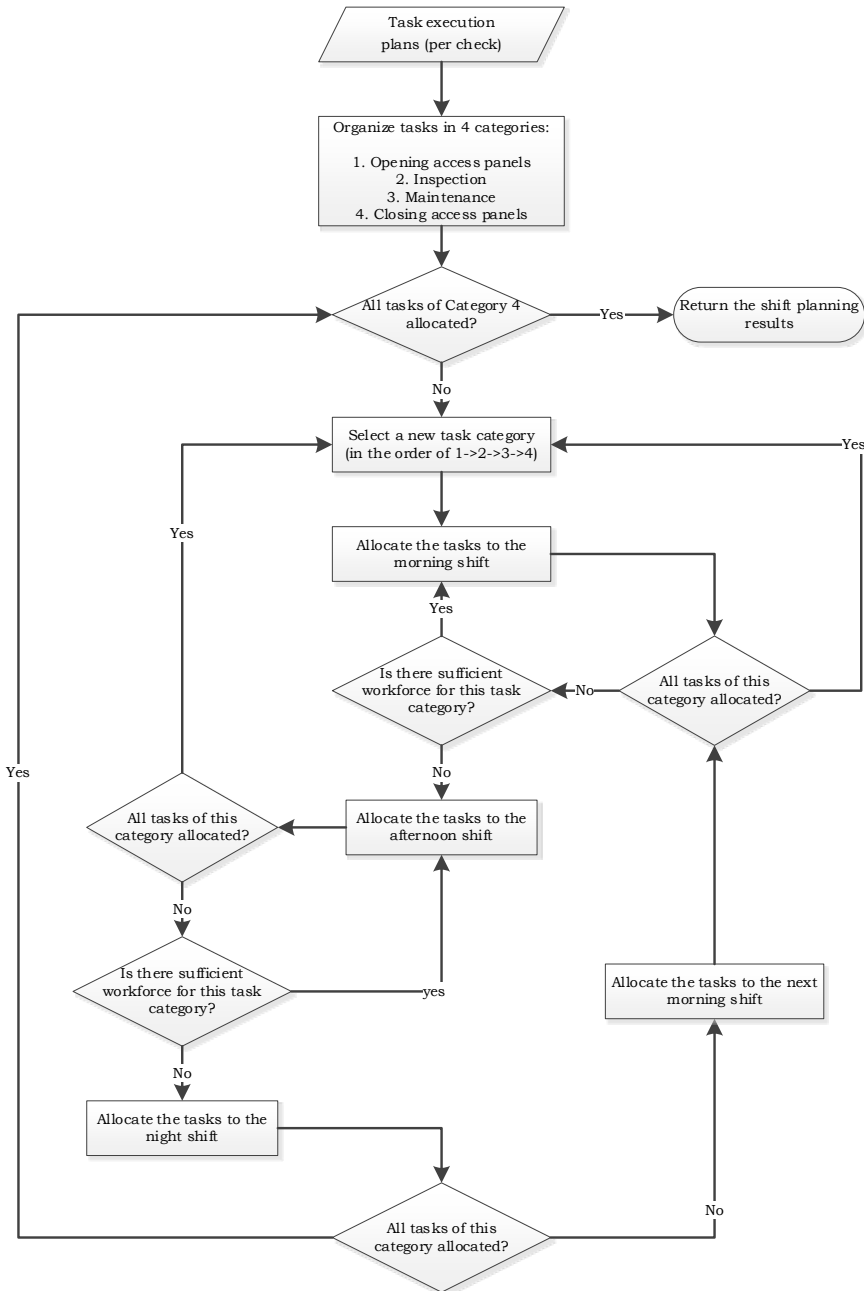 Task execution
plans (per check)
Organize tasks in 4 categories:
1. Opening access panels
2. Inspection
3. Maintenance
4. Closing access panels
All tasks of Category 4
allocated?
Yes
Return the shift planning
results
No
Select a new task category
(in the order of 1->2->3->4)
Yes
Yes
Allocate the tasks to the
morning shift
Yes
Is there sufficient
workforce for this task
category?
No
All tasks of this
category allocated?
No
Yes
All tasks of this
category allocated?
Allocate the tasks to the
afternoon shift
No
Is there sufficient
workforce for this task
category?
yes
Allocate the tasks to the next
morning shift
No
Allocate the tasks to the
night shift
No
All tasks of this
category allocated?